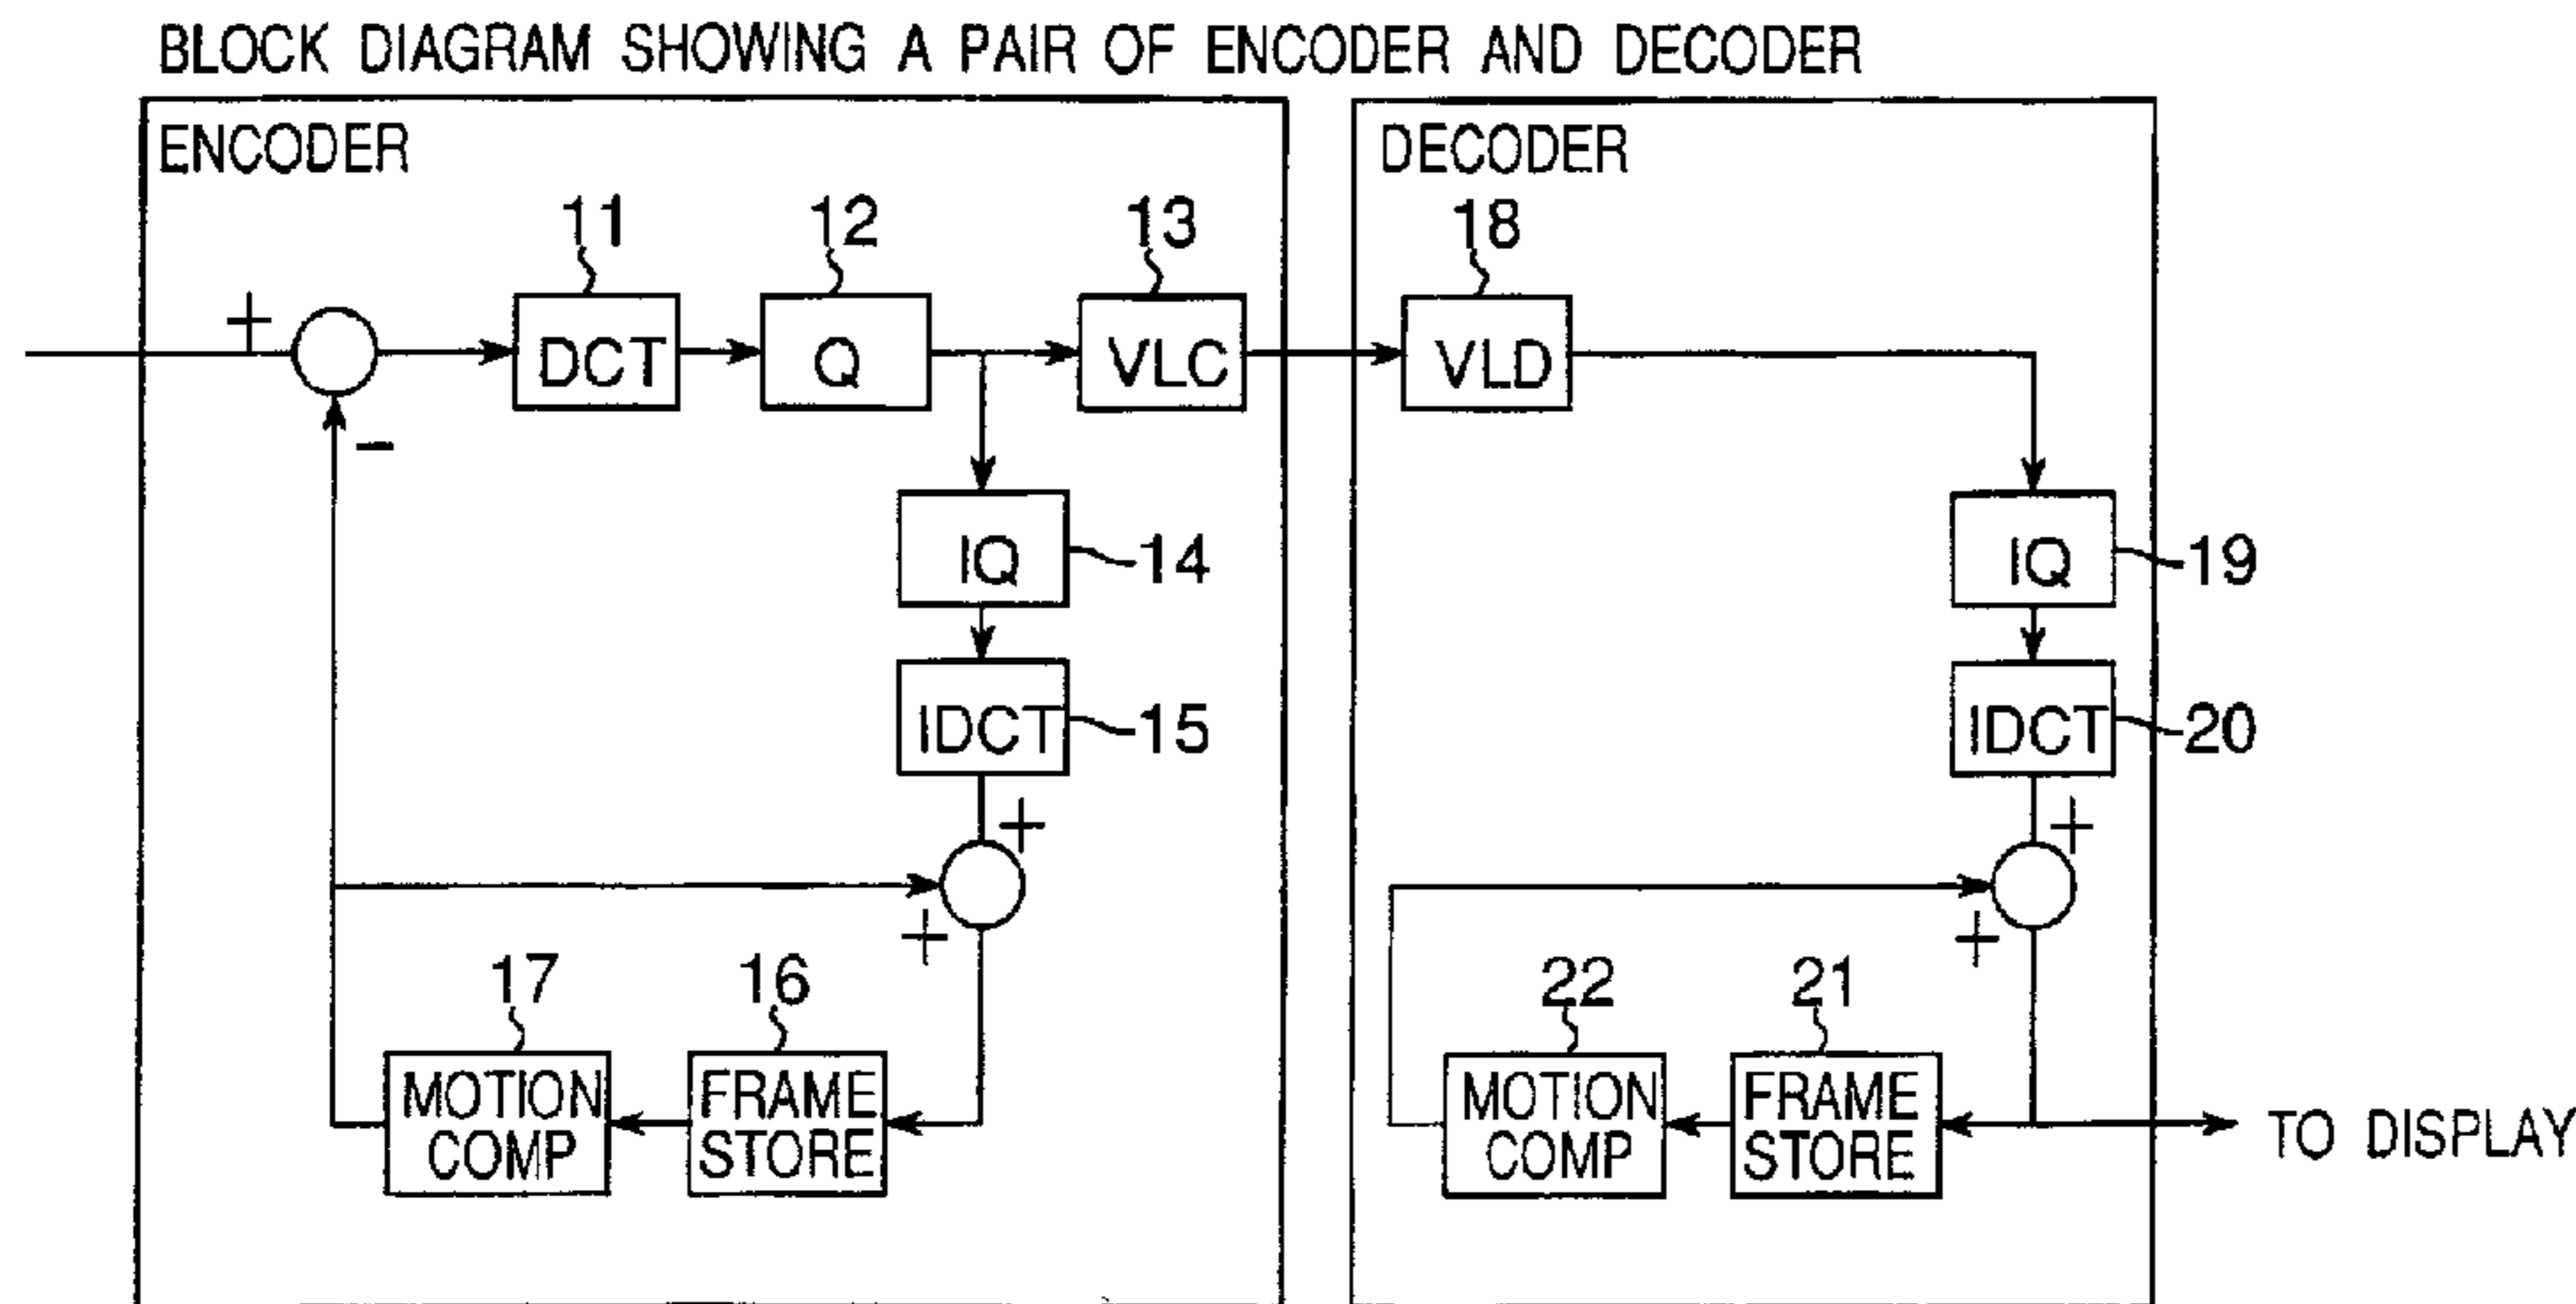 BLOCK DIAGRAM SHOWING A PAIR OF ENCODER AND DECODER
ENCODER
11
12
13
+
DCT
Q
VLC
-
IQ
14
IDCT
15
+
+
17
16
MOTION
COMP
FRAME
STORE
DECODER
18
VLD
IQ
19
IDCT
20
+
+
22
21
MOTION
COMP
FRAME
STORE
TO DISPLAY